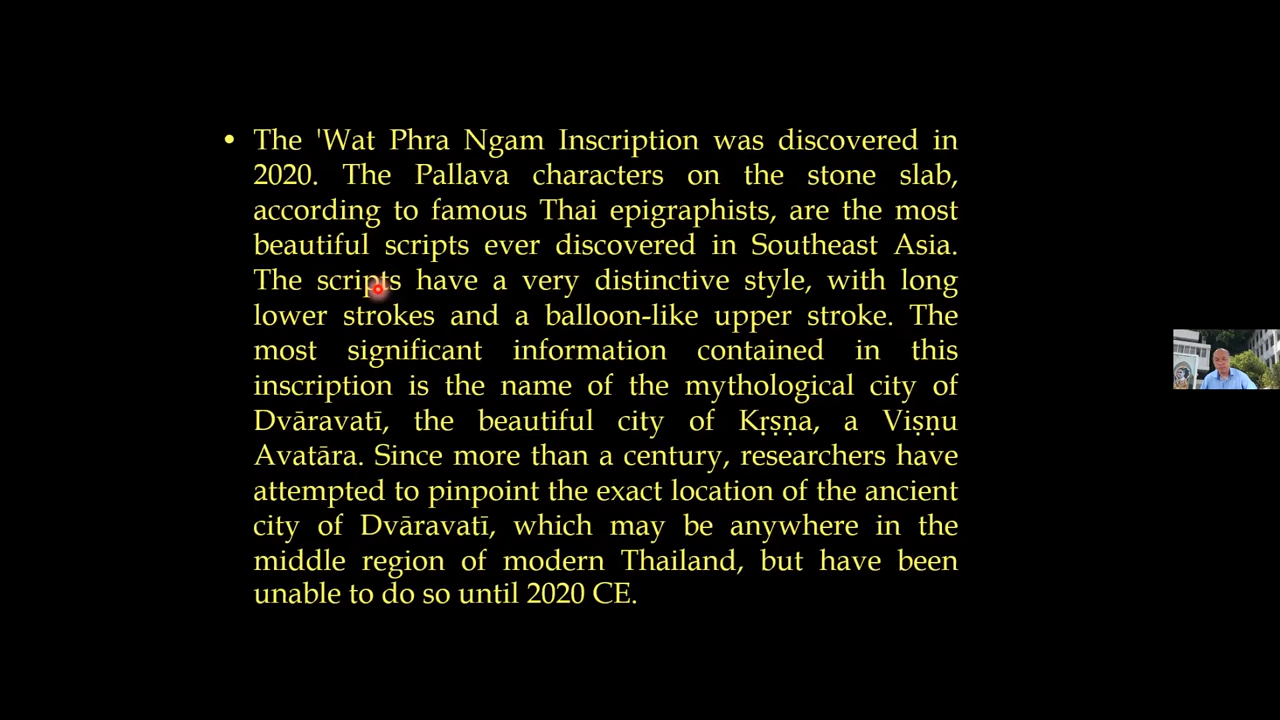 • The 'Wat Phra Ngam Inscription was discovered in
2020. The Pallava characters on the stone slab,
according to famous Thai epigraphists, are the most
beautiful scripts ever discovered in Southeast Asia.
The scripts have a very distinctive style, with long
lower strokes and a balloon-like upper stroke. The
most significant information contained in this
inscription is the name of the mythological city of
Dvāravatī, the beautiful city of Kṛṣṇa, a Viṣṇu
Avatāra. Since more than a century, researchers have
attempted to pinpoint the exact location of the ancient
city of Dvāravatī, which may be anywhere in the
middle region of modern Thailand, but have been
unable to do so until 2020 CE.